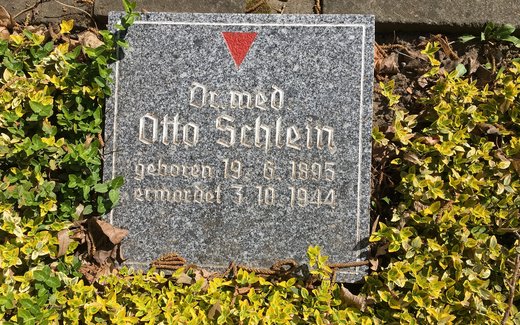 Dr. med
Otto Schlein
geboren 19. 6. 1895
ermordet 3. 10. 1944